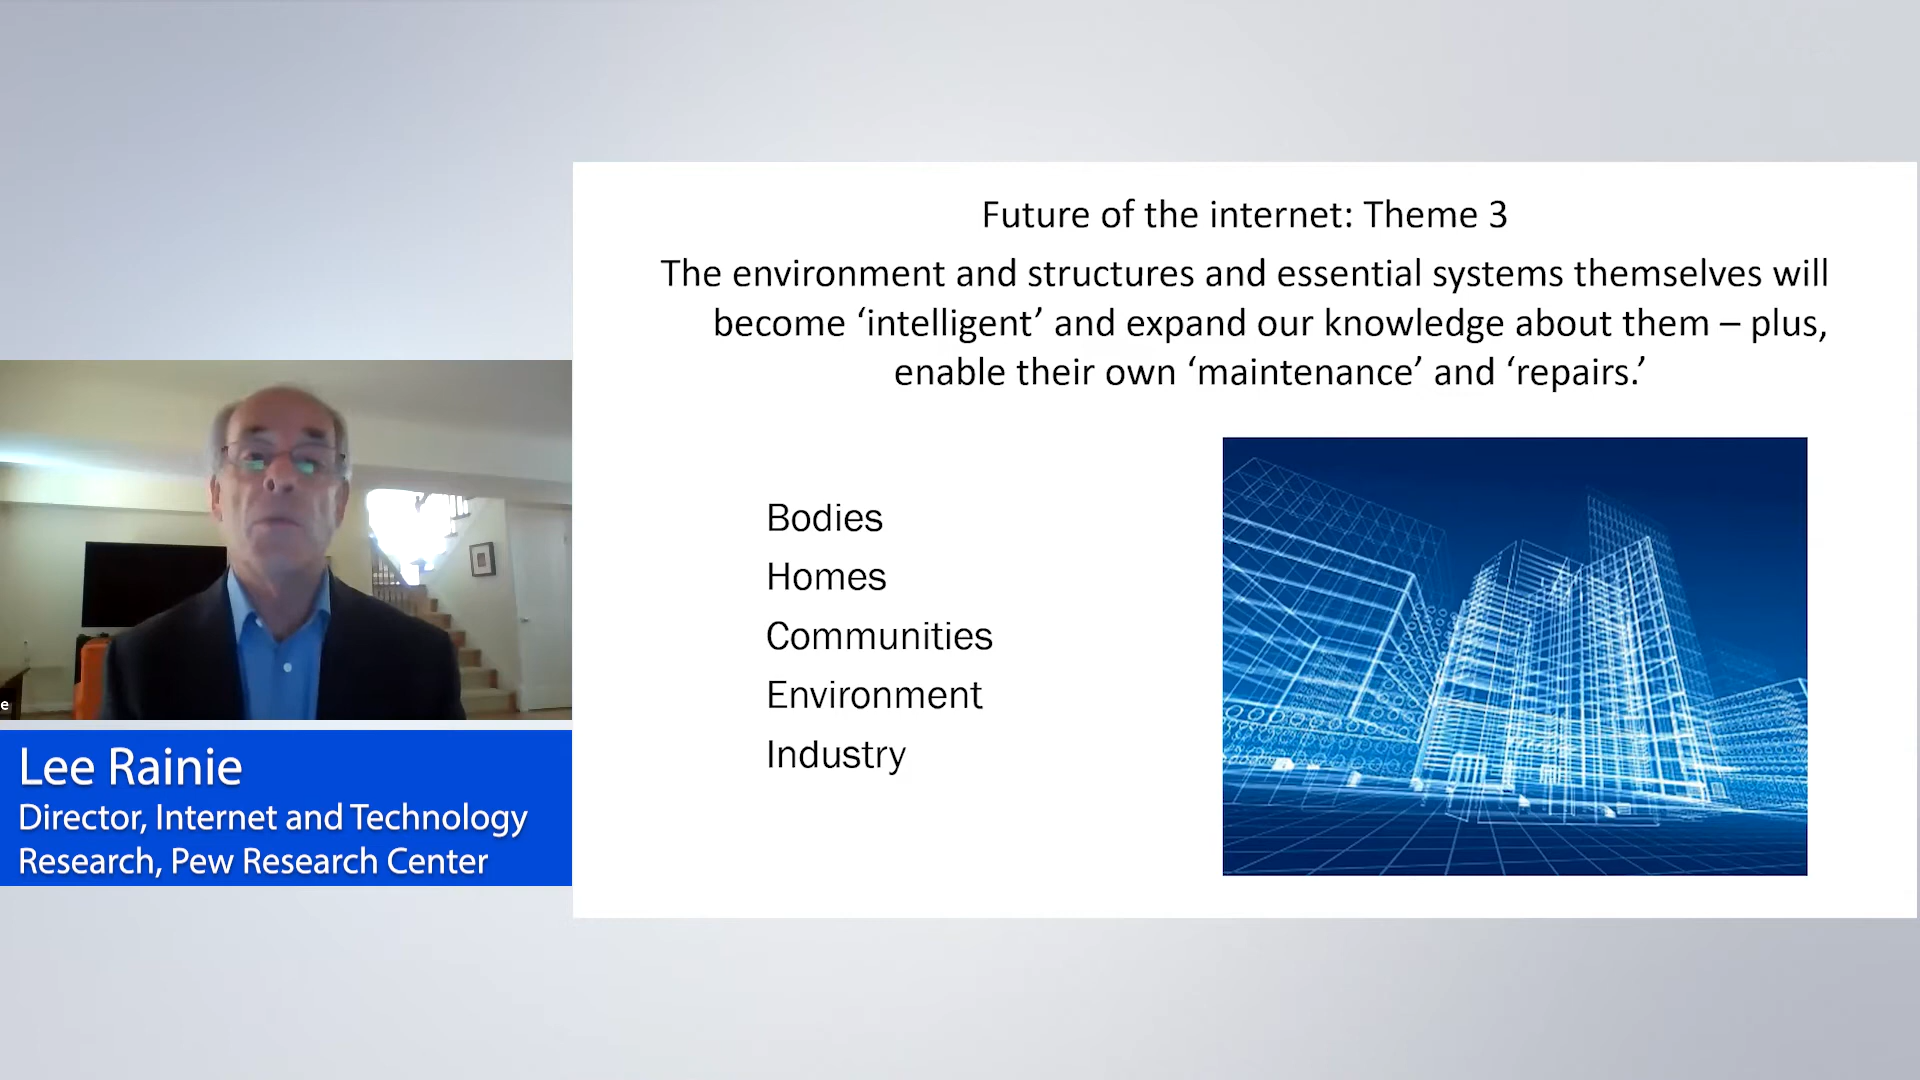 Future of the internet: Theme 3
The environment and structures and essential systems themselves will
become ‘intelligent’ and expand our knowledge about them – plus,
enable their own ‘maintenance’ and ‘repairs.’
Bodies
Homes
Communities
Environment
Industry
e
Lee Rainie
Director, Internet and Technology
Research, Pew Research Center